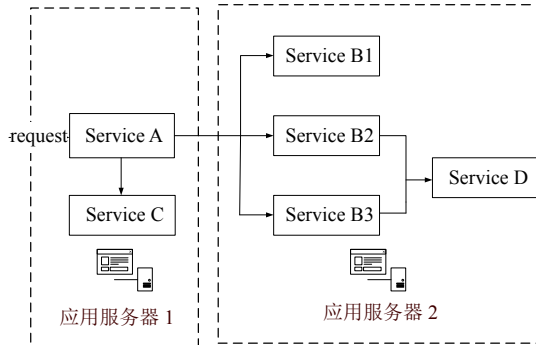 Service B1
request
Service A
Service B2
Service D
Service C
Service B3
应用服务器 1
应用服务器 2